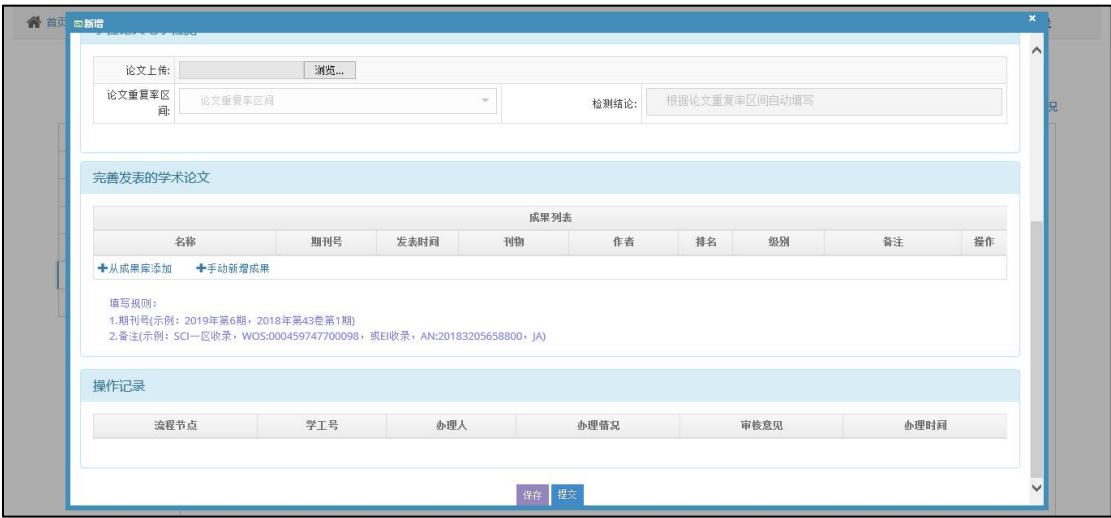 首页
新增
论文上传: 浏览...
论文重复率区间: 论文重复率区间 检测结论: 根据论文重复率区间自动填写
完善发表的学术论文
成果列表
名称 期刊号 发表时间 刊物 作者 排名 级别 备注 操作
从成果库添加 手动新增成果
填写规则：
1.期刊号(示例：2019年第6期，2018年第43卷第1期)
2.备注(示例：SCI一区收录，WOS:000459747700098，或EI收录，AN:20183205658800，JA)
操作记录
流程节点 学工号 办理人 办理情况 审核意见 办理时间
保存 提交